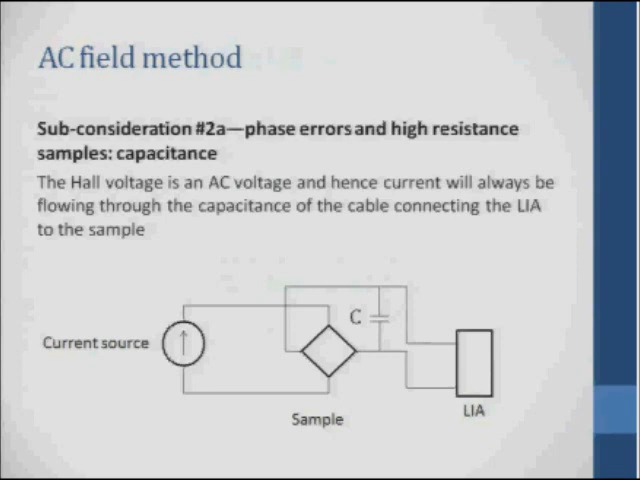 AC field method
Sub-consideration #2a—phase errors and high resistance
samples: capacitance
The Hall voltage is an AC voltage and hence current will always be
flowing through the capacitance of the cable connecting the LIA
to the sample
C
Current source
LIA
Sample